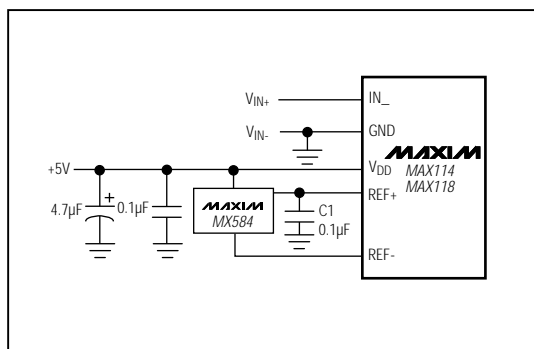 VIN+
IN_
VIN-
GND
MAXIM
+5V
VDD
MAX114
MAX118
4.7µF
+
0.1µF
MAXIM
MX584
C1
0.1µF
REF+
REF-